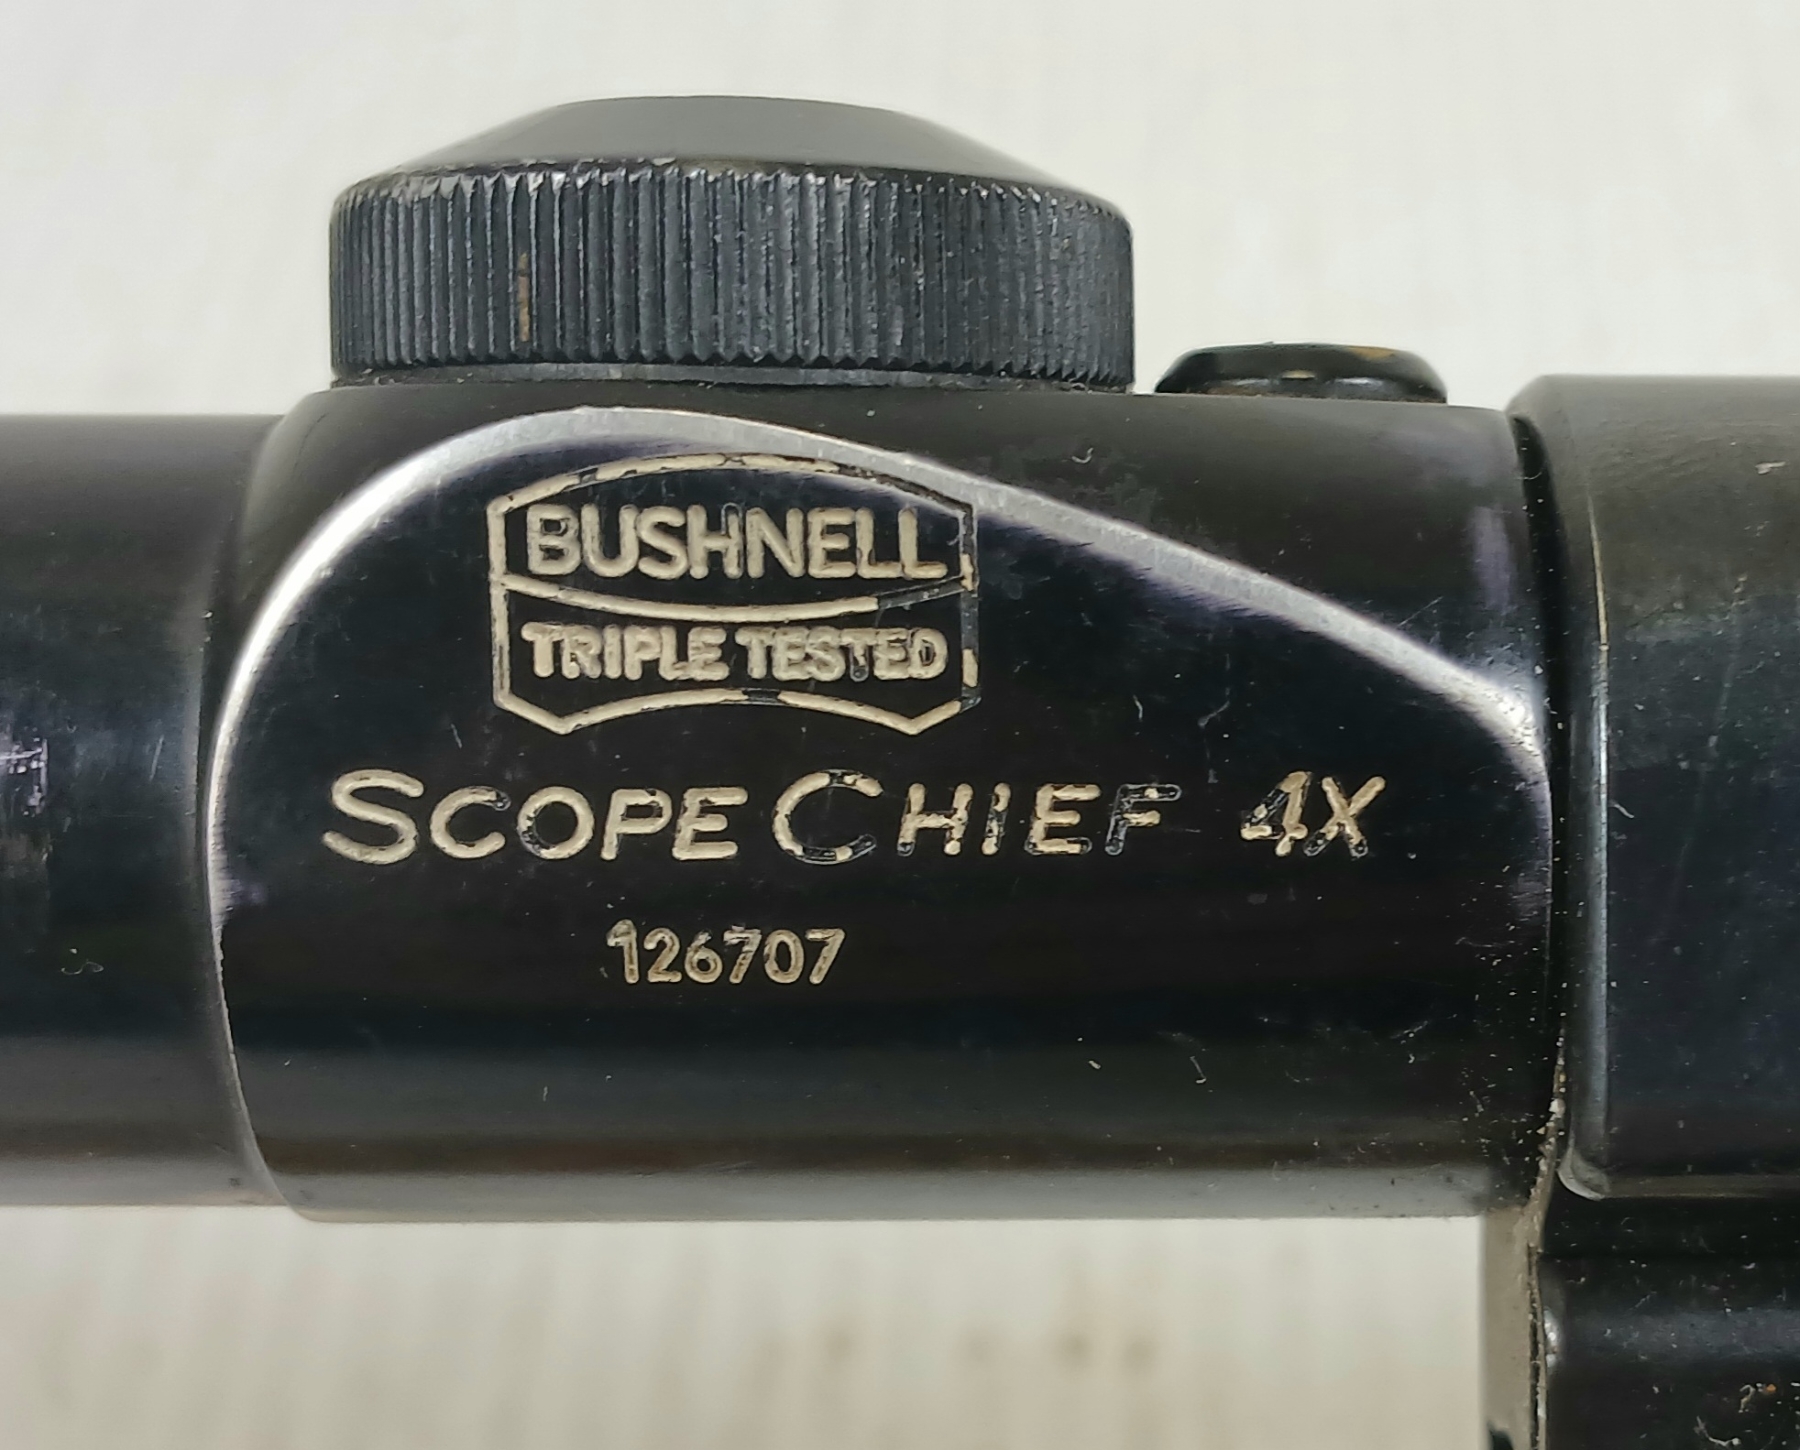 BUSHNELL
TRIPLE TESTED
SCOPE CHIEF 4X
126707